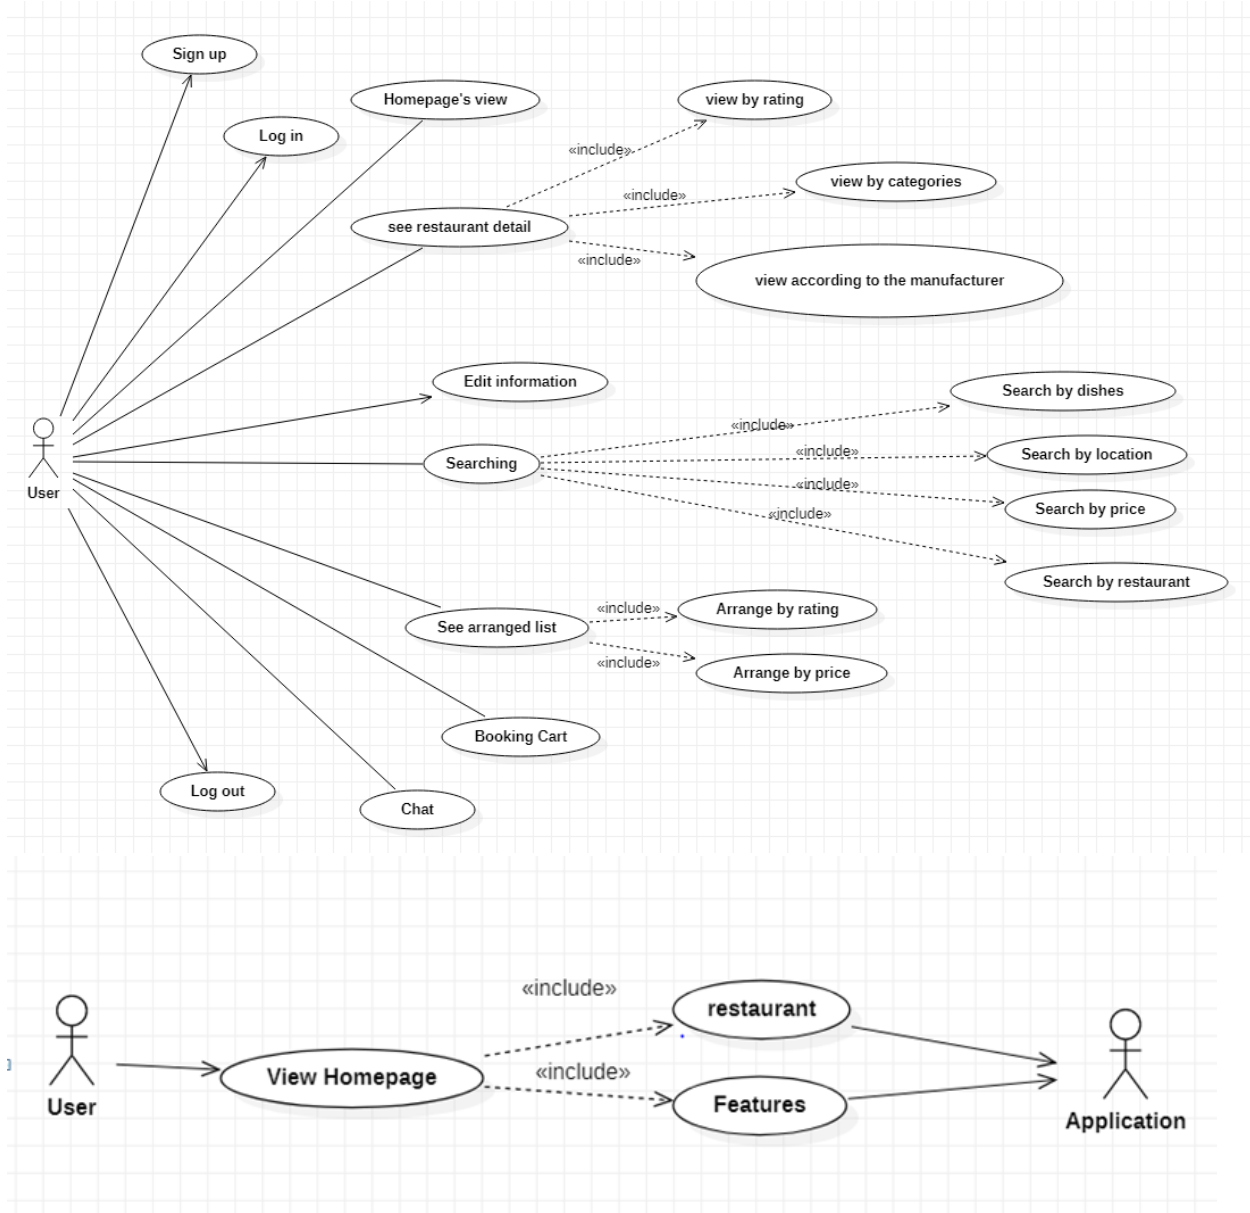 Sign up
Homepage's view
view by rating
Log in
«include»
view by categories
«include»
see restaurant detail
«include»
view according to the manufacturer
Edit information
Search by dishes
«include»
Searching
«include»
Search by location
«include»
User
Search by price
«include»
Search by restaurant
«include»
Arrange by rating
See arranged list
«include»
Arrange by price
Booking Cart
Log out
Chat
«include»
restaurant
«include»
View Homepage
Features
User
Application